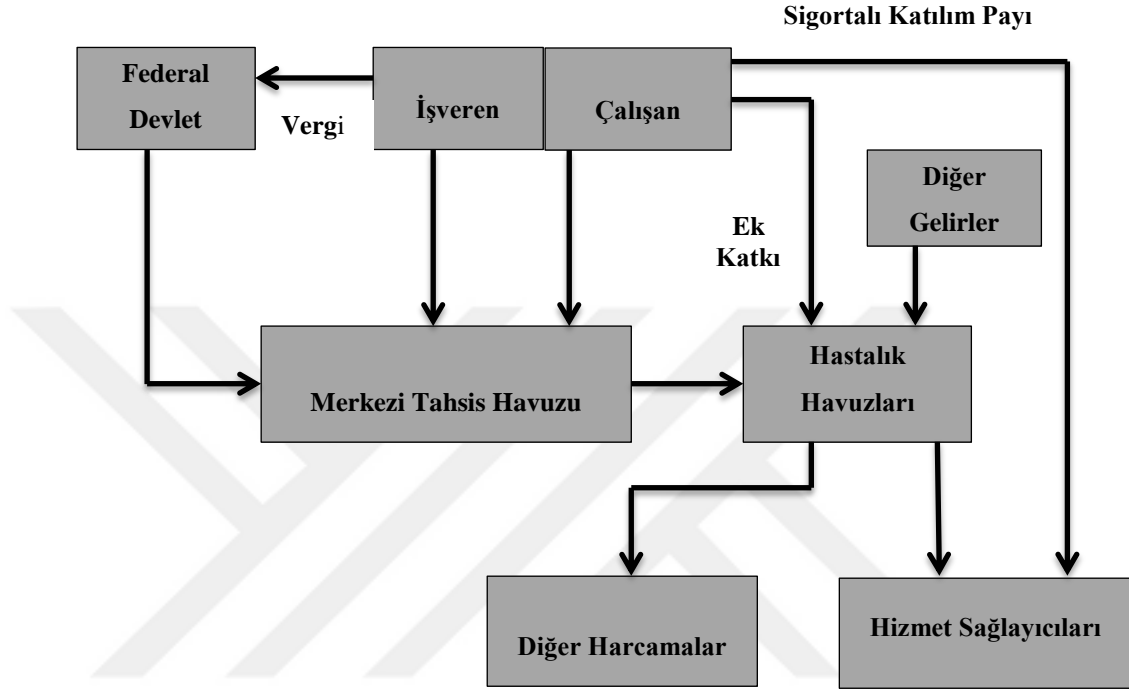 Sigortalı Katılım Payı
Federal
Devlet
Vergi
İşveren
Çalışan
Diğer
Gelirler
Ek
Katkı
Merkezi Tahsis Havuzu
Hastalık
Havuzları
Diğer Harcamalar
Hizmet Sağlayıcıları